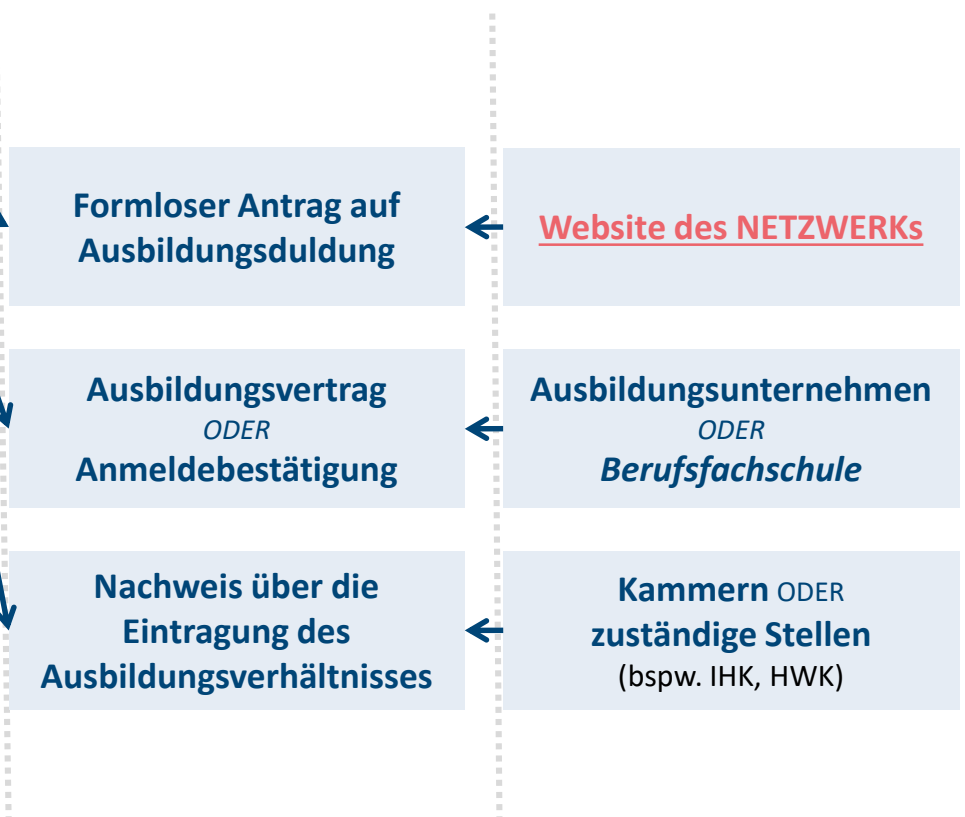 Formloser Antrag auf
Ausbildungsduldung
Website des NETZWERKs
Ausbildungsvertrag
ODER
Anmeldebestätigung
Ausbildungsunternehmen
ODER
Berufsfachschule
Nachweis über die
Eintragung des
Ausbildungsverhältnisses
Kammern ODER
zuständige Stellen
(bspw. IHK, HWK)